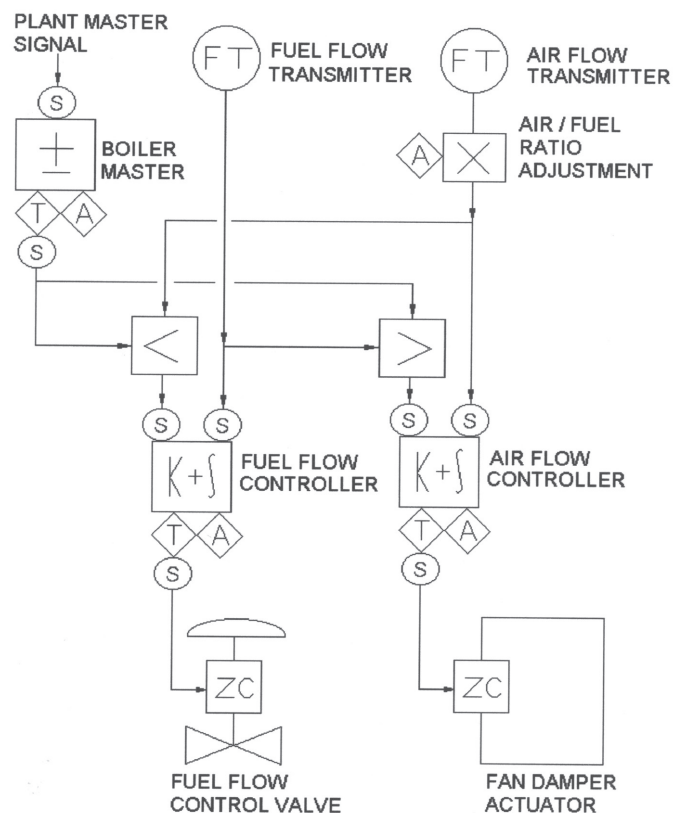 PLANT MASTER
SIGNAL
FT
FUEL FLOW
TRANSMITTER
FT
AIR FLOW
TRANSMITTER
S
±
BOILER
MASTER
A
×
AIR / FUEL
RATIO
ADJUSTMENT
T
A
S
<
>
S
S
S
S
K+∫
FUEL FLOW
CONTROLLER
K+∫
AIR FLOW
CONTROLLER
T
A
T
A
S
S
ZC
ZC
FUEL FLOW
CONTROL VALVE
FAN DAMPER
ACTUATOR